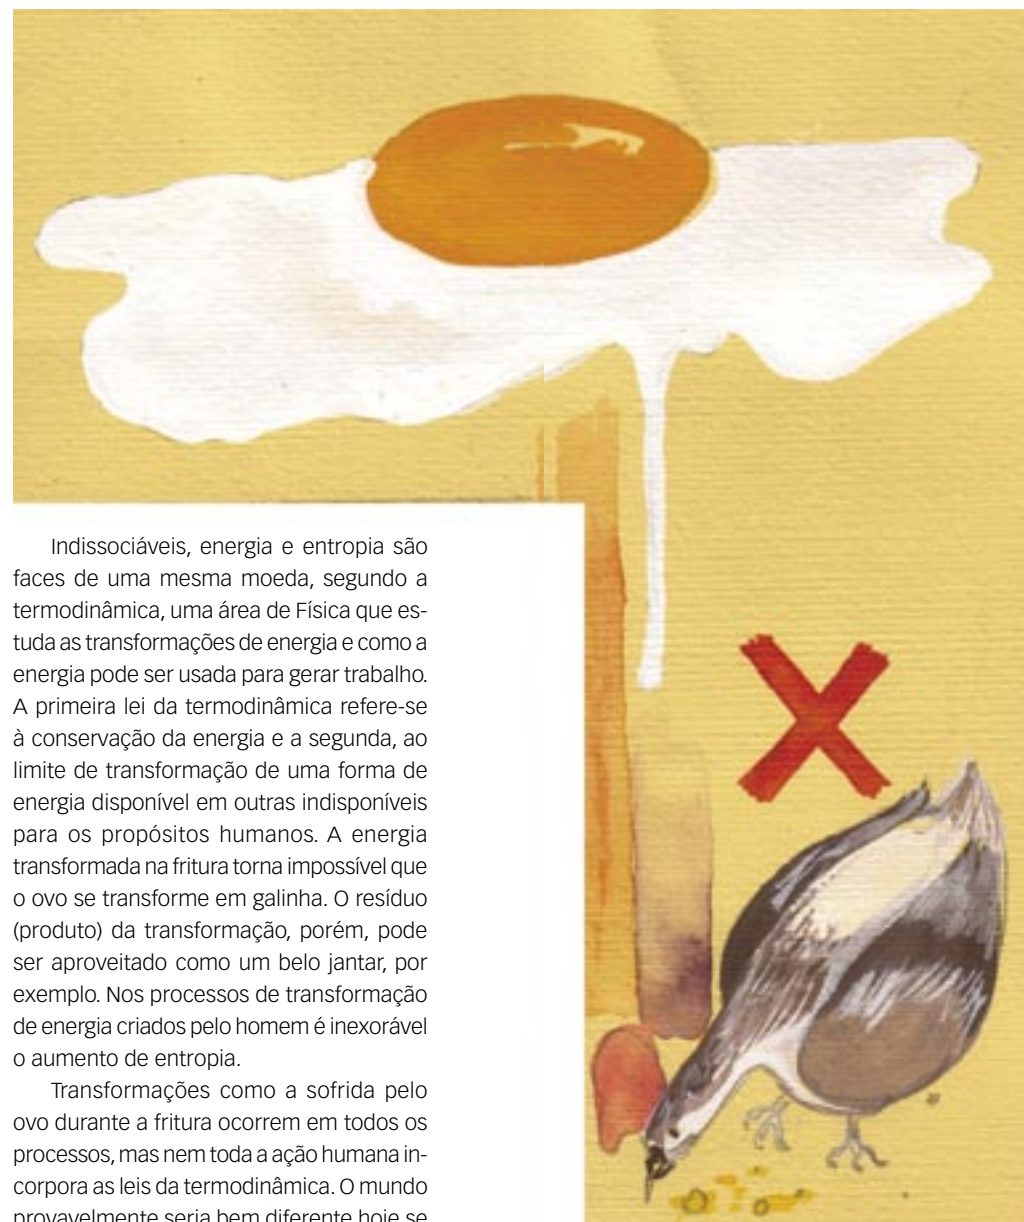 Indissociáveis, energia e entropia são
faces de uma mesma moeda, segundo a
termodinâmica, uma área de Física que es-
tuda as transformações de energia e como a
energia pode ser usada para gerar trabalho.
A primeira lei da termodinâmica refere-se
à conservação da energia e a segunda, ao
limite de transformação de uma forma de
energia disponível em outras indisponíveis
para os propósitos humanos. A energia
transformada na fritura torna impossível que
o ovo se transforme em galinha. O resíduo
(produto) da transformação, porém, pode
ser aproveitado como um belo jantar, por
exemplo. Nos processos de transformação
de energia criados pelo homem é inexorável
o aumento de entropia.
Transformações como a sofrida pelo
ovo durante a fritura ocorrem em todos os
processos, mas nem toda a ação humana in-
corpora as leis da termodinâmica. O mundo
provavelmente seria bem diferente hoje se